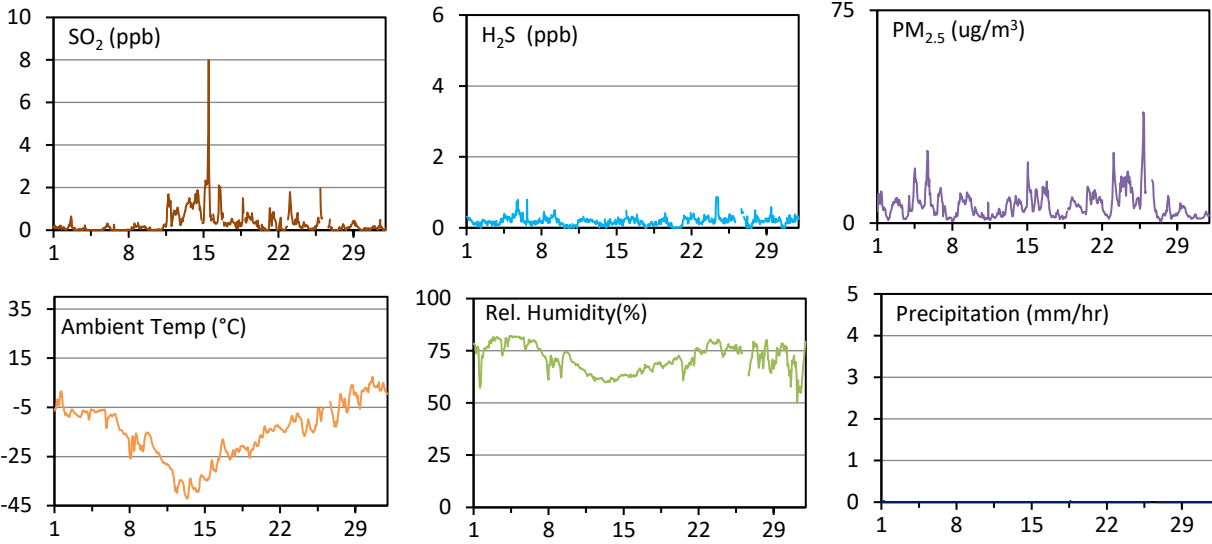 SO₂ (ppb)
10
8
6
4
2
0
1 8 15 22 29
H₂S (ppb)
6
4
2
0
1 8 15 22 29
PM₂.₅ (ug/m³)
75
0
1 8 15 22 29
Ambient Temp (°C)
35
15
-5
-25
-45
1 8 15 22 29
Rel. Humidity(%)
100
75
50
25
0
1 8 15 22 29
Precipitation (mm/hr)
5
4
3
2
1
0
1 8 15 22 29